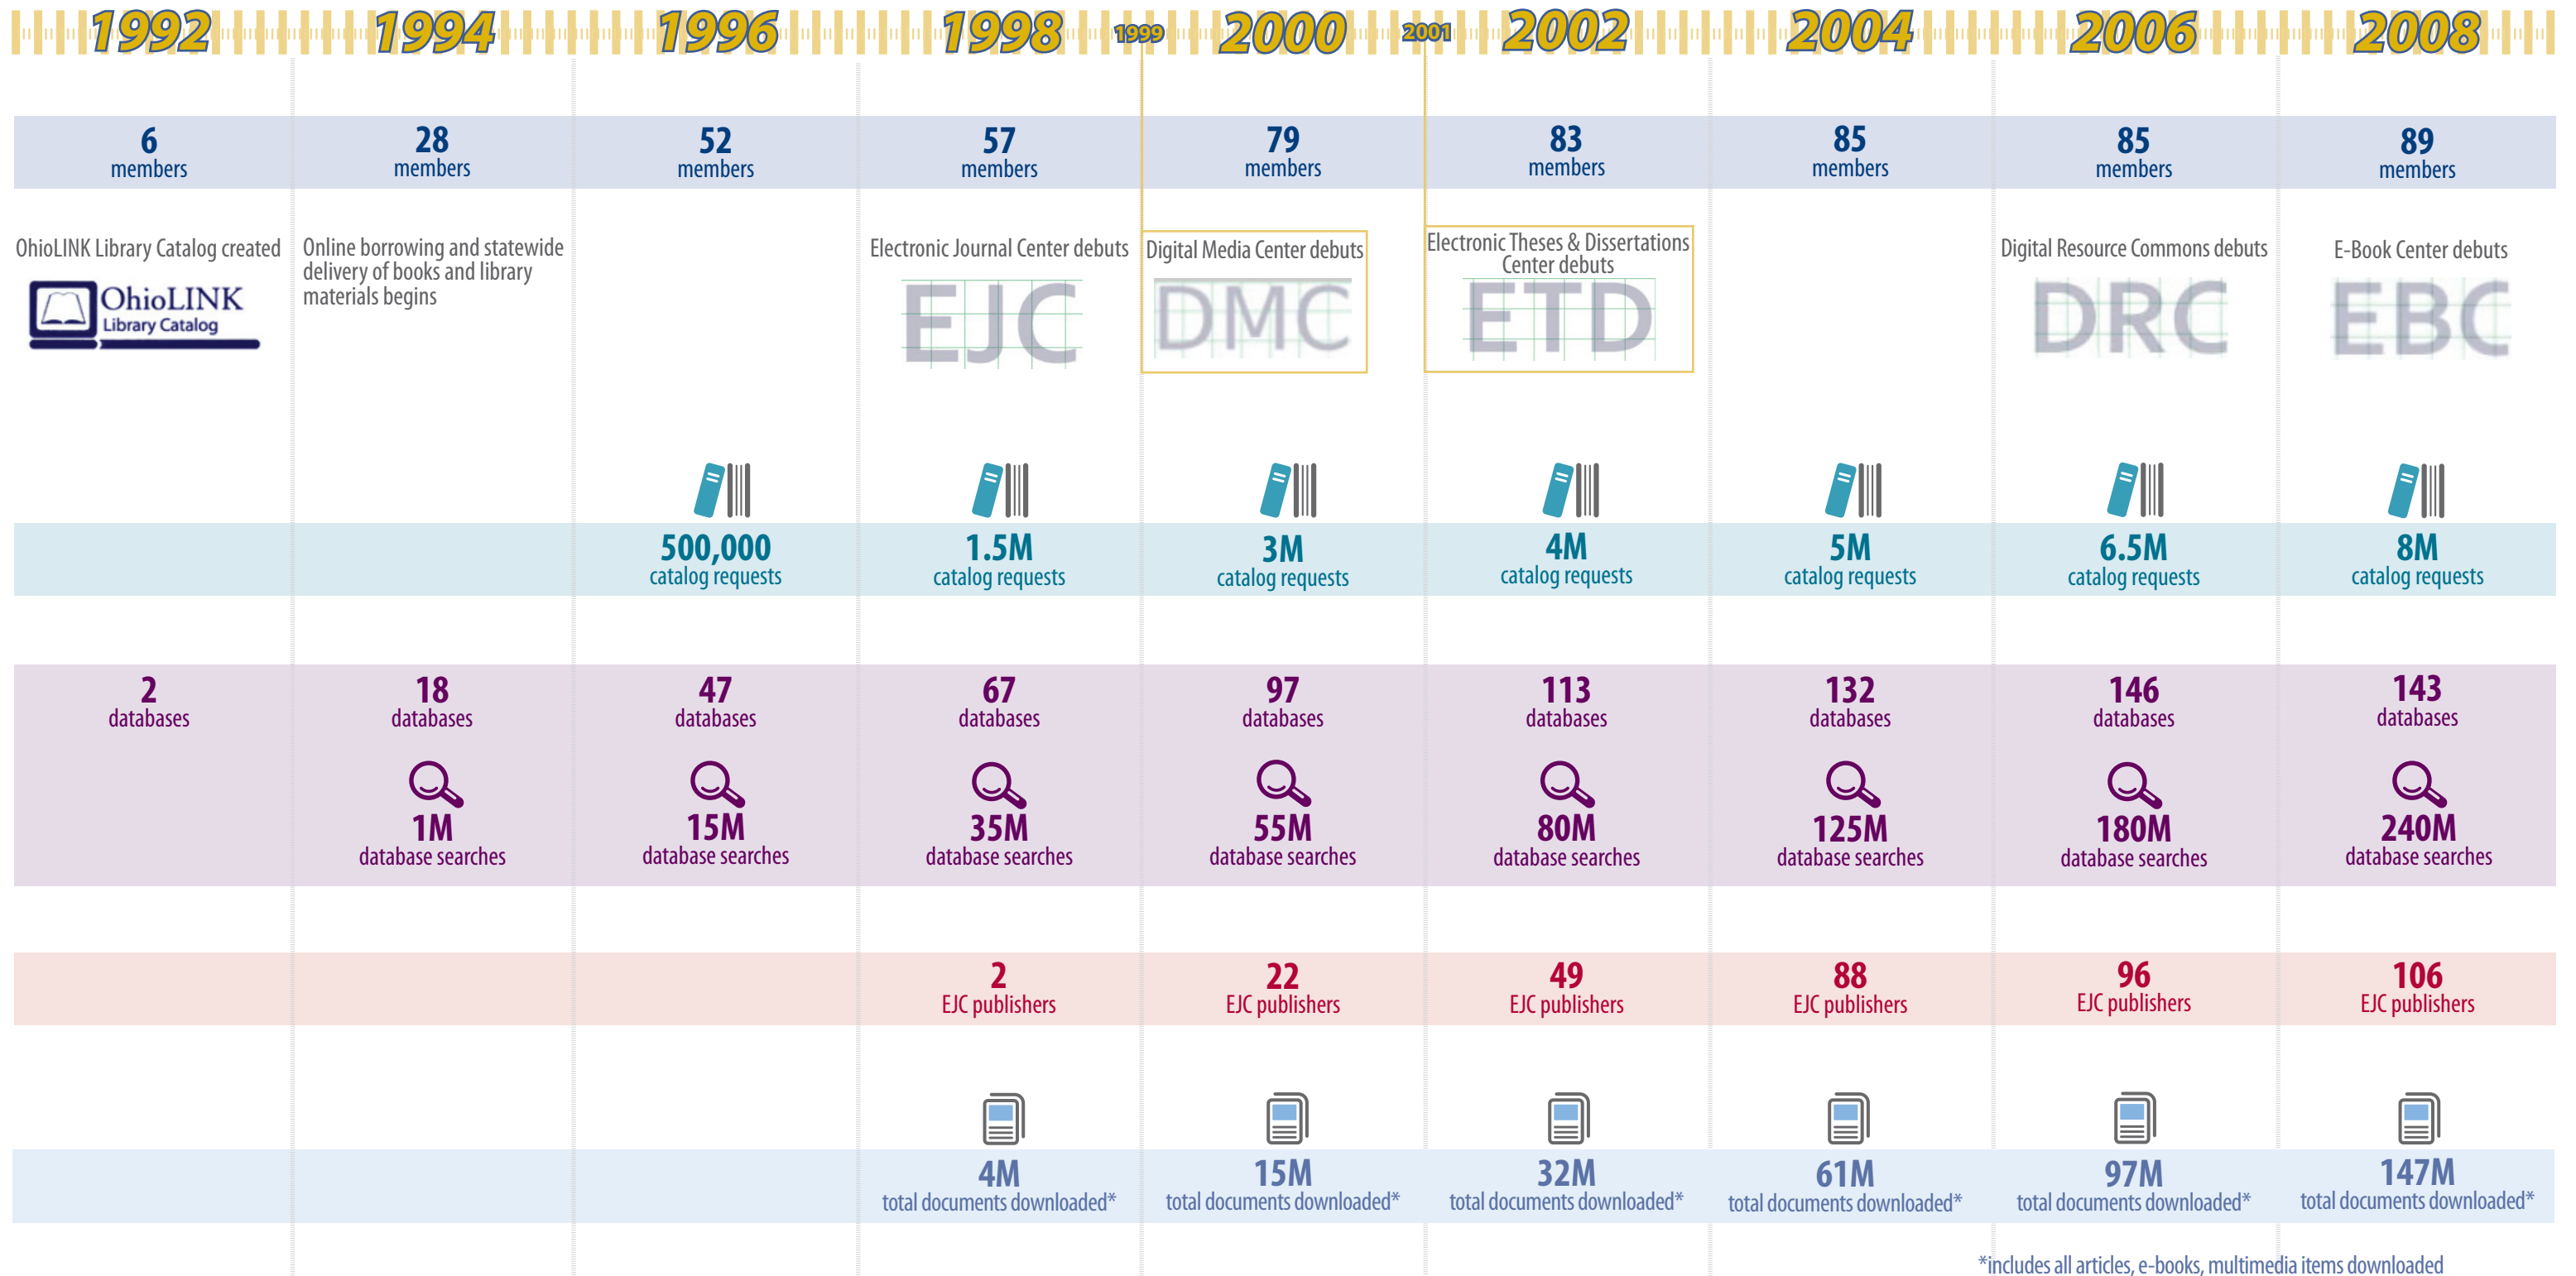 1992 1994 1996 1998 1999 2000 2001 2002 2004 2006 2008
6 28 52 57 79 83 85 85 89
members members members members members members members members members
OhioLINK Library Catalog created
OhioLINK
Library Catalog
Online borrowing and statewide
delivery of books and library
materials begins
Electronic Journal Center debuts
EJC
Digital Media Center debuts
DMC
Electronic Theses & Dissertations
Center debuts
ETD
Digital Resource Commons debuts
DRC
E-Book Center debuts
EBC
500,000 1.5M 3M 4M 5M 6.5M 8M
catalog requests catalog requests catalog requests catalog requests catalog requests catalog requests catalog requests
2 18 47 67 97 113 132 146 143
databases databases databases databases databases databases databases databases databases
1M 15M 35M 55M 80M 125M 180M 240M
database searches database searches database searches database searches database searches database searches database searches database searches
2 22 49 88 96 106
EJC publishers EJC publishers EJC publishers EJC publishers EJC publishers EJC publishers
4M 15M 32M 61M 97M 147M
total documents downloaded* total documents downloaded* total documents downloaded* total documents downloaded* total documents downloaded* total documents downloaded*
*includes all articles, e-books, multimedia items downloaded